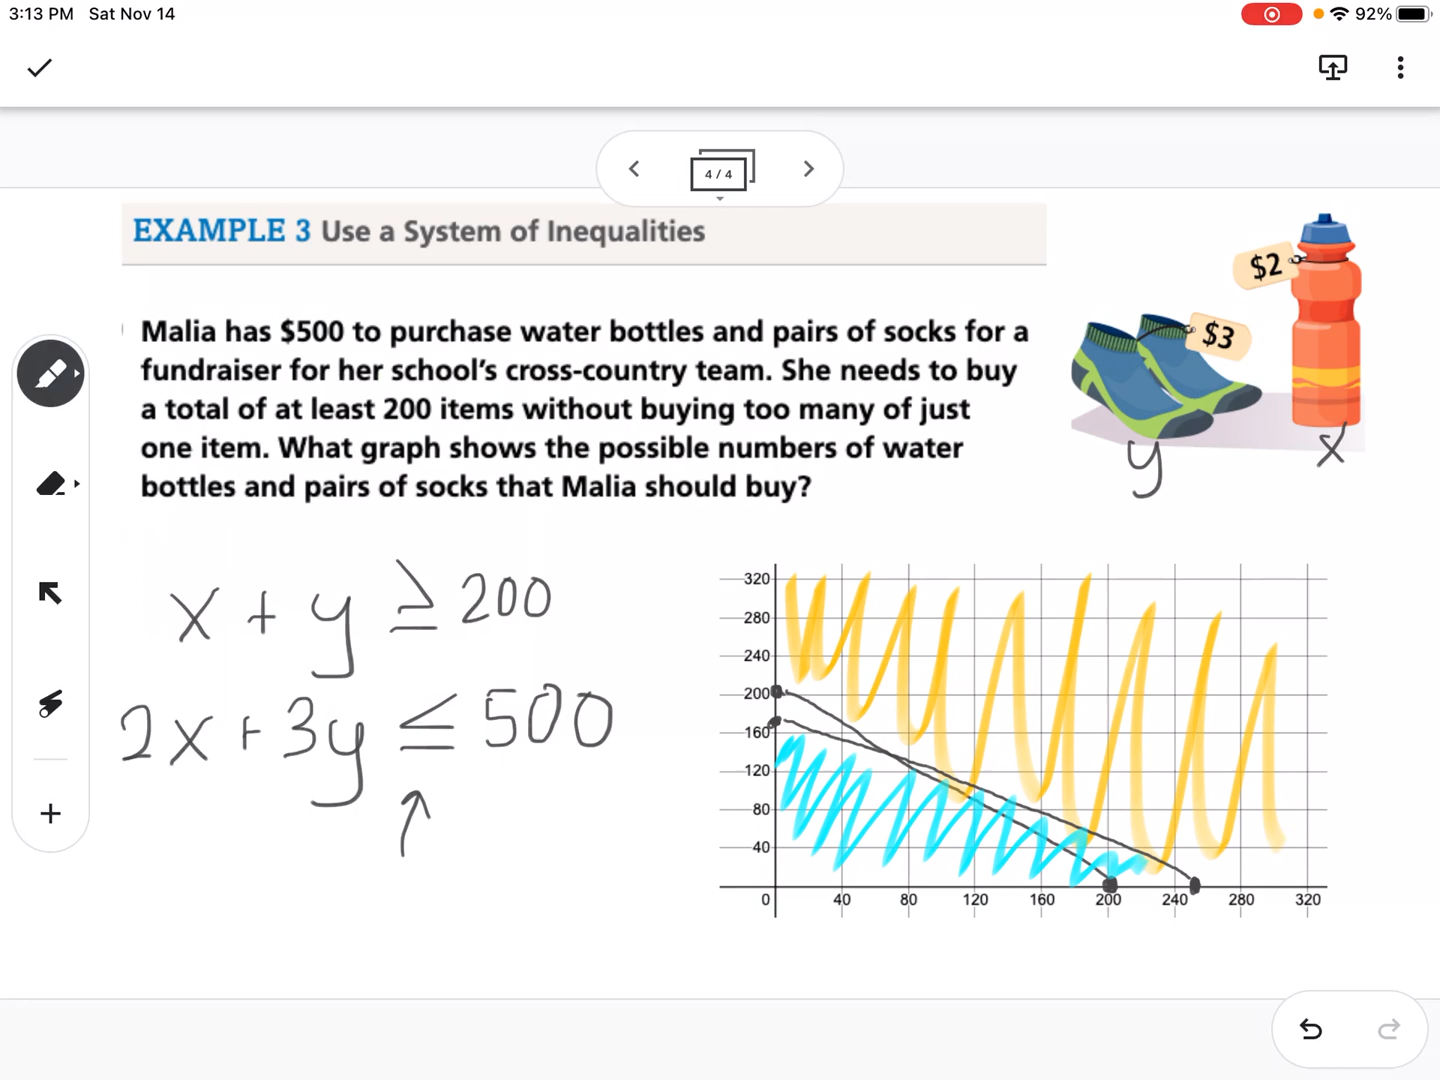 3:13 PM Sat Nov 14
92%
4 / 4
EXAMPLE 3 Use a System of Inequalities
$2
$3
Malia has $500 to purchase water bottles and pairs of socks for a
fundraiser for her school's cross-country team. She needs to buy
a total of at least 200 items without buying too many of just
one item. What graph shows the possible numbers of water
bottles and pairs of socks that Malia should buy?
y
x
x + y ≥ 200
2x + 3y ≤ 500
320
280
240
200
160
120
80
40
0 40 80 120 160 200 240 280 320